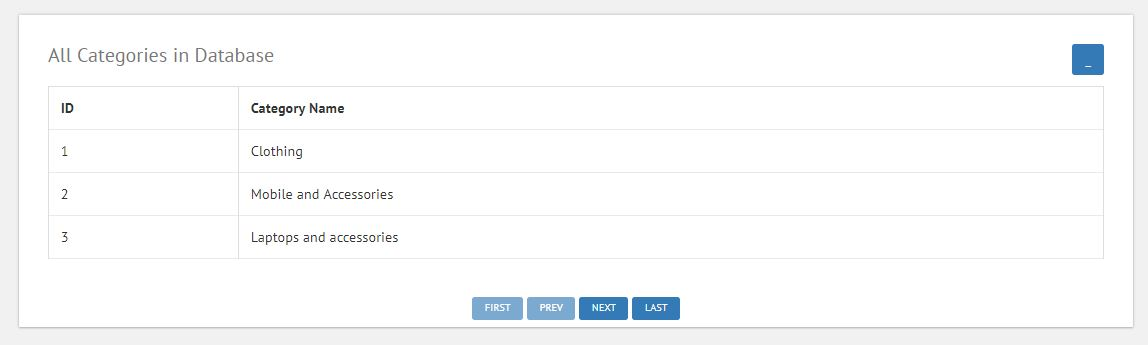 All Categories in Database
_
ID Category Name
1 Clothing
2 Mobile and Accessories
3 Laptops and accessories
FIRST PREV NEXT LAST